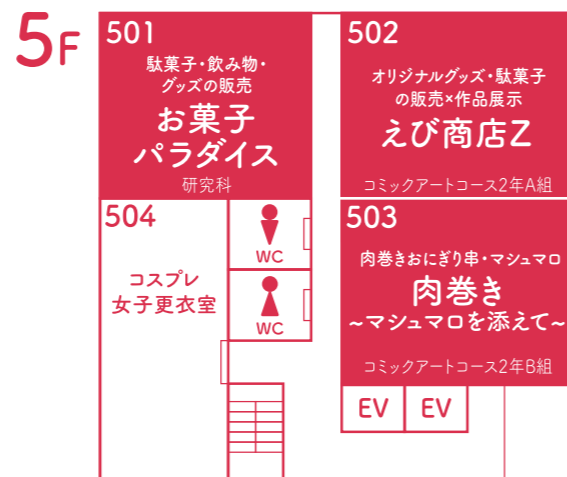 5F
501
駄菓子・飲み物・
グッズの販売
お菓子
パラダイス
研究科
502
オリジナルグッズ・駄菓子
の販売×作品展示
えび商店Z
コミックアートコース2年A組
504
コスプレ
女子更衣室
WC
WC
503
肉巻きおにぎり串・マシュマロ
肉巻き
~マシュマロを添えて~
コミックアートコース2年B組
EV
EV